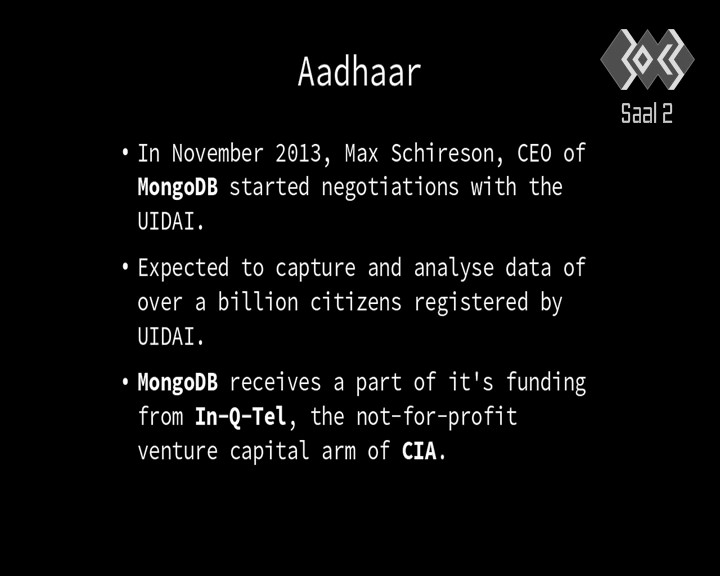 Aadhaar
Saal 2
• In November 2013, Max Schireson, CEO of
MongoDB started negotiations with the
UIDAI.
• Expected to capture and analyse data of
over a billion citizens registered by
UIDAI.
• MongoDB receives a part of it's funding
from In-Q-Tel, the not-for-profit
venture capital arm of CIA.